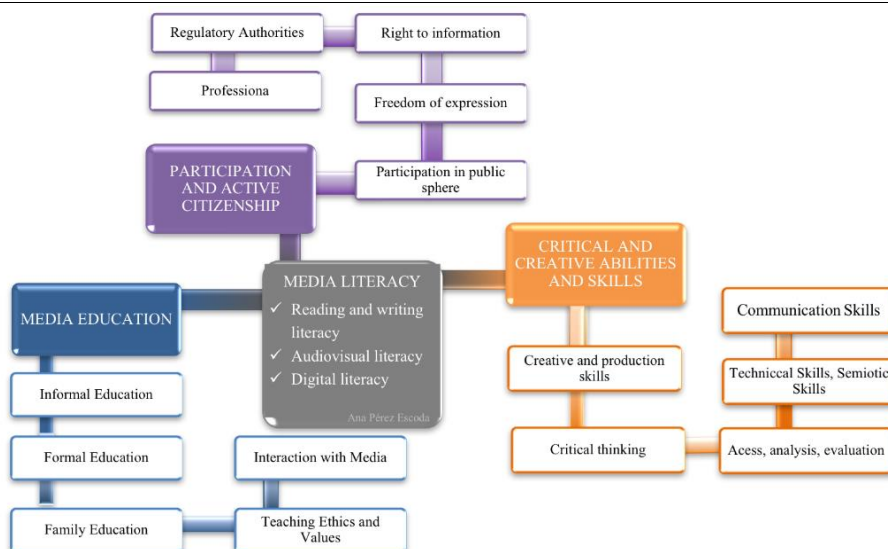 Regulatory Authorities
Right to information
Professiona
Freedom of expression
PARTICIPATION
AND ACTIVE
CITIZENSHIP
Participation in public
sphere
CRITICAL AND
CREATIVE ABILITIES
AND SKILLS
MEDIA LITERACY
✓ Reading and writing
literacy
✓ Audiovisual literacy
✓ Digital literacy
Ana Pérez Escoda
MEDIA EDUCATION
Informal Education
Formal Education
Family Education
Interaction with Media
Teaching Ethics and
Values
Creative and production
skills
Critical thinking
Communication Skills
Techniccal Skills, Semiotic
Skills
Acess, analysis, evaluation